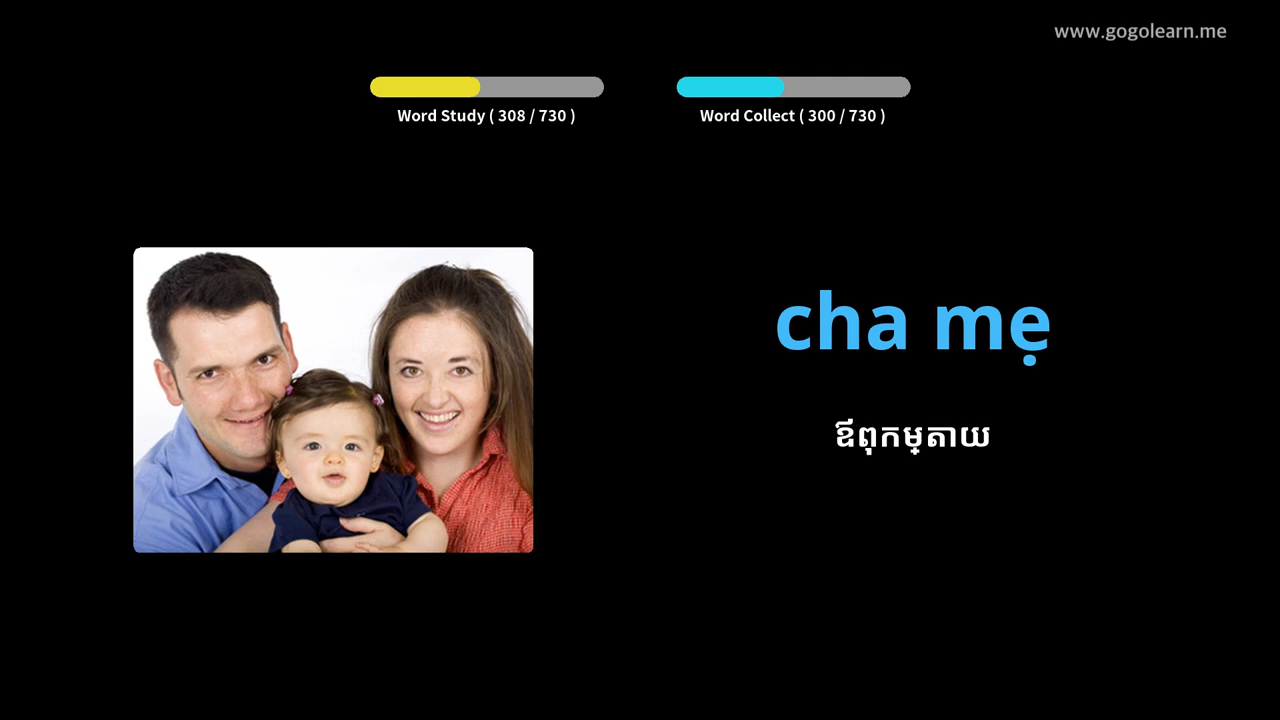 www.gogolearn.me
Word Study ( 308 / 730 )
Word Collect ( 300 / 730 )
cha mẹ
ឪពុកម្តាយ